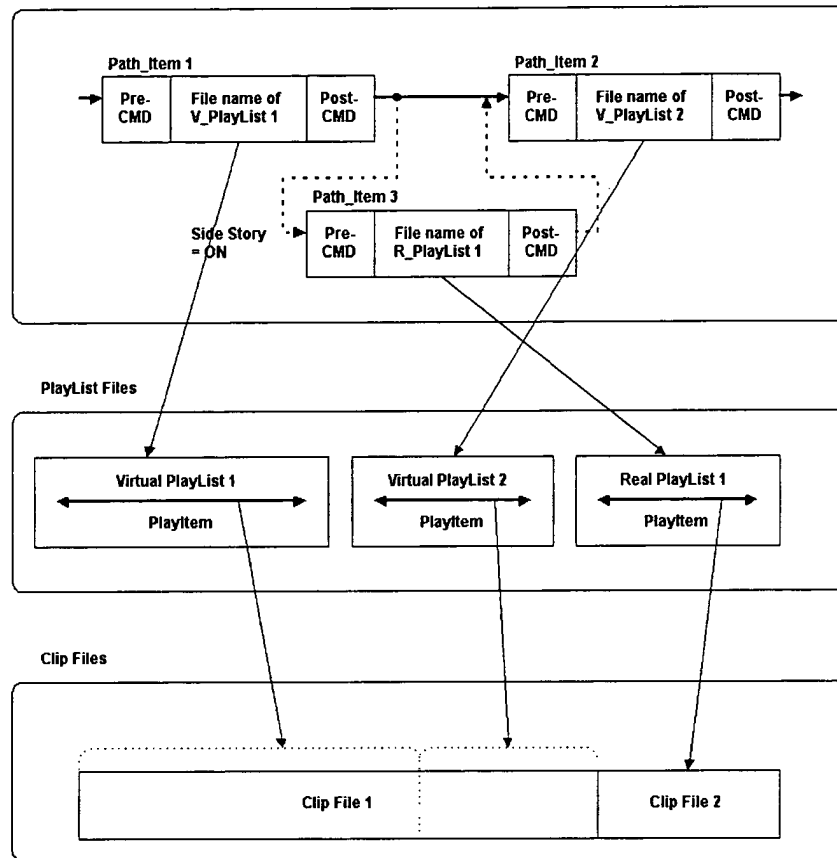 Path_Item 1
Path_Item 2
Pre-
CMD
File name of
V_PlayList 1
Post-
CMD
Pre-
CMD
File name of
V_PlayList 2
Post-
CMD
Path_Item 3
Side Story
= ON
Pre-
CMD
File name of
R_PlayList 1
Post-
CMD
PlayList Files
Virtual PlayList 1
PlayItem
Virtual PlayList 2
PlayItem
Real PlayList 1
PlayItem
Clip Files
Clip File 1
Clip File 2